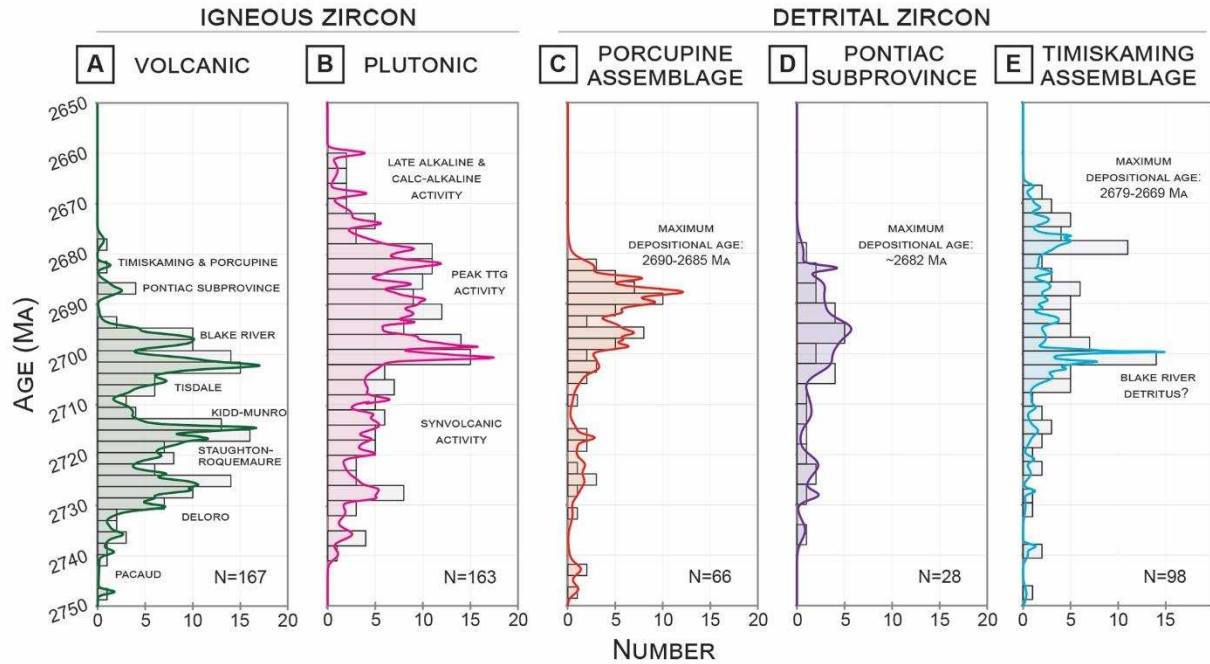 IGNEOUS ZIRCON
DETRITAL ZIRCON
A VOLCANIC
B PLUTONIC
C PORCUPINE
ASSEMBLAGE
D PONTIAC
SUBPROVINCE
E TIMISKAMING
ASSEMBLAGE
AGE (MA)
2650
2660
2670
2680
2690
2700
2710
2720
2730
2740
2750
TIMISKAMING & PORCUPINE
PONTIAC SUBPROVINCE
BLAKE RIVER
TISDALE
KIDD-MUNRO
STAUGHTON-
ROQUEMAURE
DELORO
PACAUD
N=167
0 5 10 15 20
LATE ALKALINE &
CALC-ALKALINE
ACTIVITY
PEAK TTG
ACTIVITY
SYNVOLCANIC
ACTIVITY
N=163
0 5 10 15 20
MAXIMUM
DEPOSITIONAL AGE:
2690-2685 MA
N=66
0 5 10 15 20
MAXIMUM
DEPOSITIONAL AGE:
~2682 MA
N=28
0 5 10 15 20
MAXIMUM
DEPOSITIONAL AGE:
2679-2669 MA
BLAKE RIVER
DETRITUS?
N=98
0 5 10 15 20
NUMBER